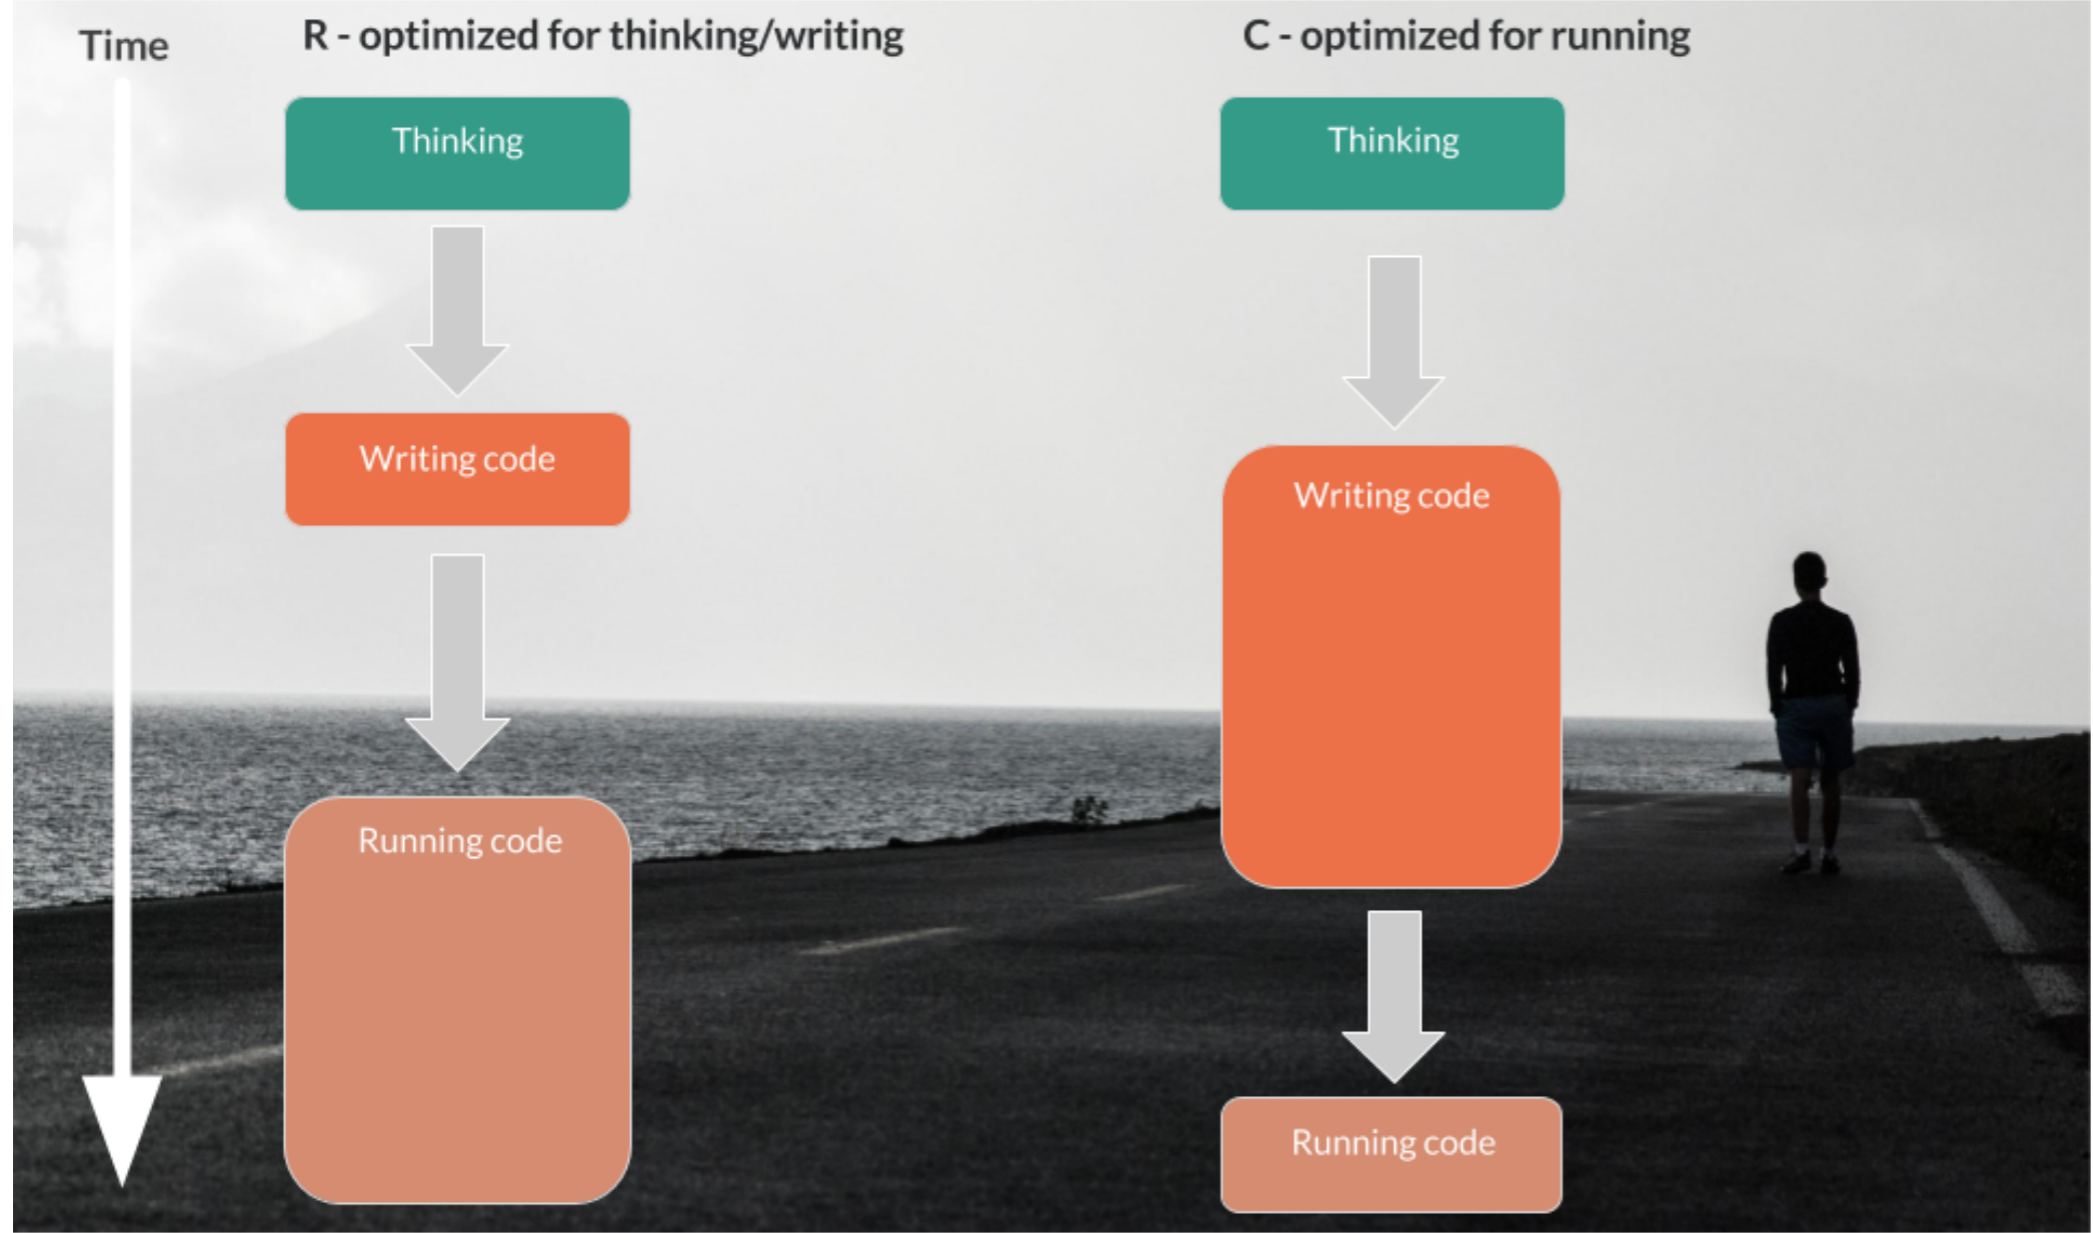 Time
R - optimized for thinking/writing
C - optimized for running
Thinking
Writing code
Running code
Thinking
Writing code
Running code